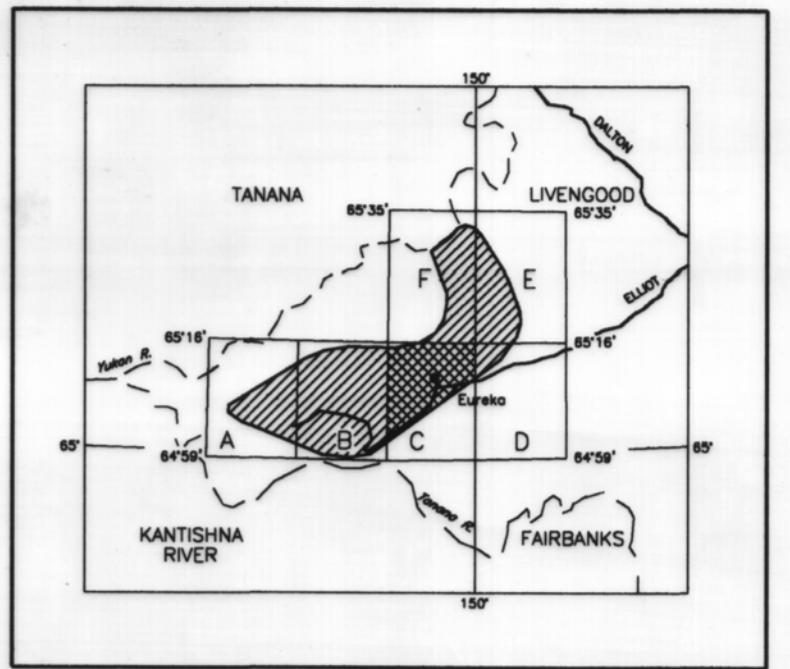 150°
DALTON
TANANA
LIVENGOOD
65°35'
65°35'
F
E
ELLIOT
65°16'
65°16'
Yukon R.
Eureka
65°
A
B
C
D
65°
64°59'
64°59'
Tanana R.
KANTISHNA
RIVER
FAIRBANKS
150°